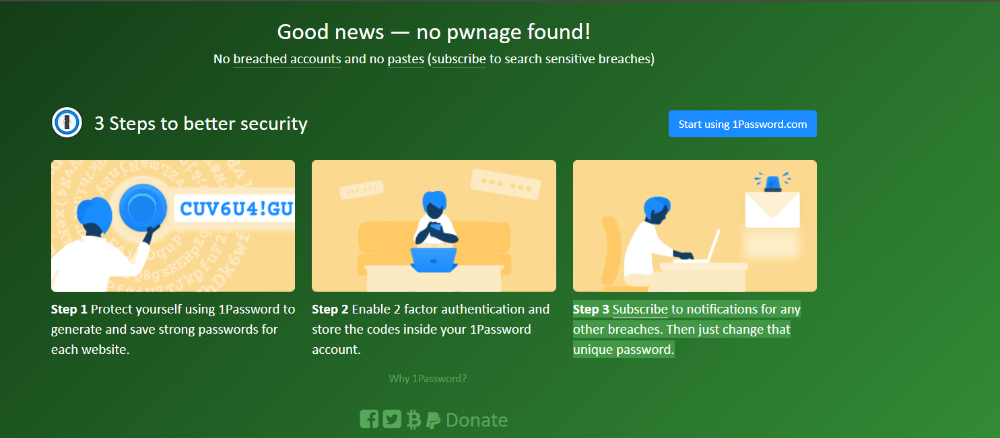 Good news — no pwnage found!
No breached accounts and no pastes (subscribe to search sensitive breaches)
3 Steps to better security
Start using 1Password.com
CUV6U4!GU
Step 1 Protect yourself using 1Password to
generate and save strong passwords for
each website.
Step 2 Enable 2 factor authentication and
store the codes inside your 1Password
account.
Step 3 Subscribe to notifications for any
other breaches. Then just change that
unique password.
Why 1Password?
Donate